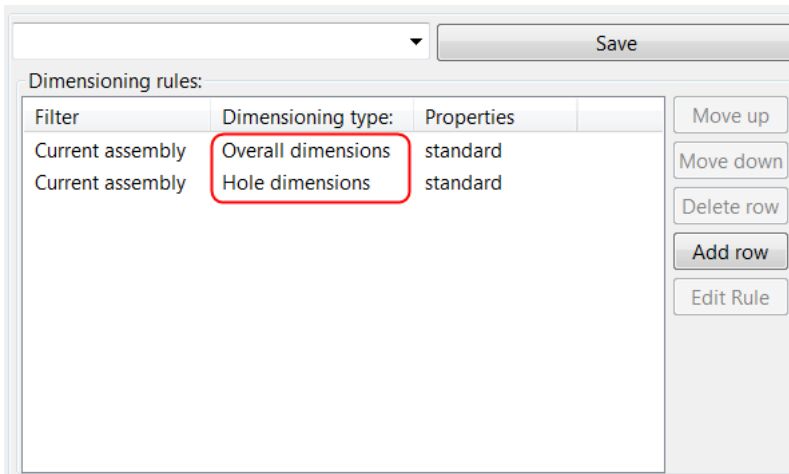 Save
Dimensioning rules:
Filter Dimensioning type: Properties
Current assembly Overall dimensions standard
Current assembly Hole dimensions standard
Move up
Move down
Delete row
Add row
Edit Rule